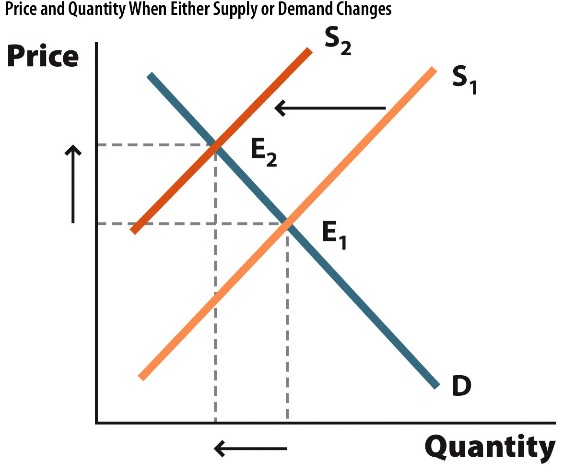 Price and Quantity When Either Supply or Demand Changes
Price
S₂
S₁
E₂
E₁
D
Quantity